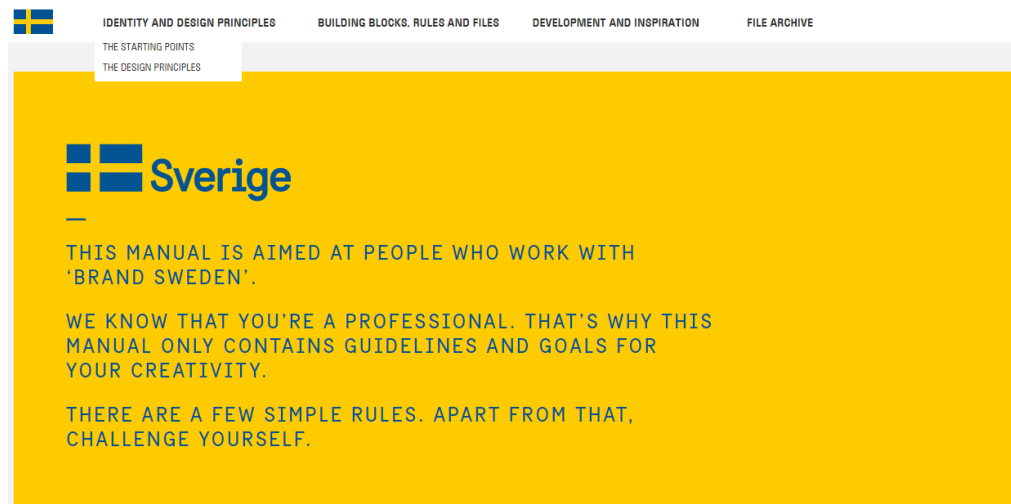 IDENTITY AND DESIGN PRINCIPLES BUILDING BLOCKS, RULES AND FILES DEVELOPMENT AND INSPIRATION FILE ARCHIVE
THE STARTING POINTS
THE DESIGN PRINCIPLES
Sverige
THIS MANUAL IS AIMED AT PEOPLE WHO WORK WITH
‘BRAND SWEDEN’.
WE KNOW THAT YOU’RE A PROFESSIONAL. THAT’S WHY THIS
MANUAL ONLY CONTAINS GUIDELINES AND GOALS FOR
YOUR CREATIVITY.
THERE ARE A FEW SIMPLE RULES. APART FROM THAT,
CHALLENGE YOURSELF.